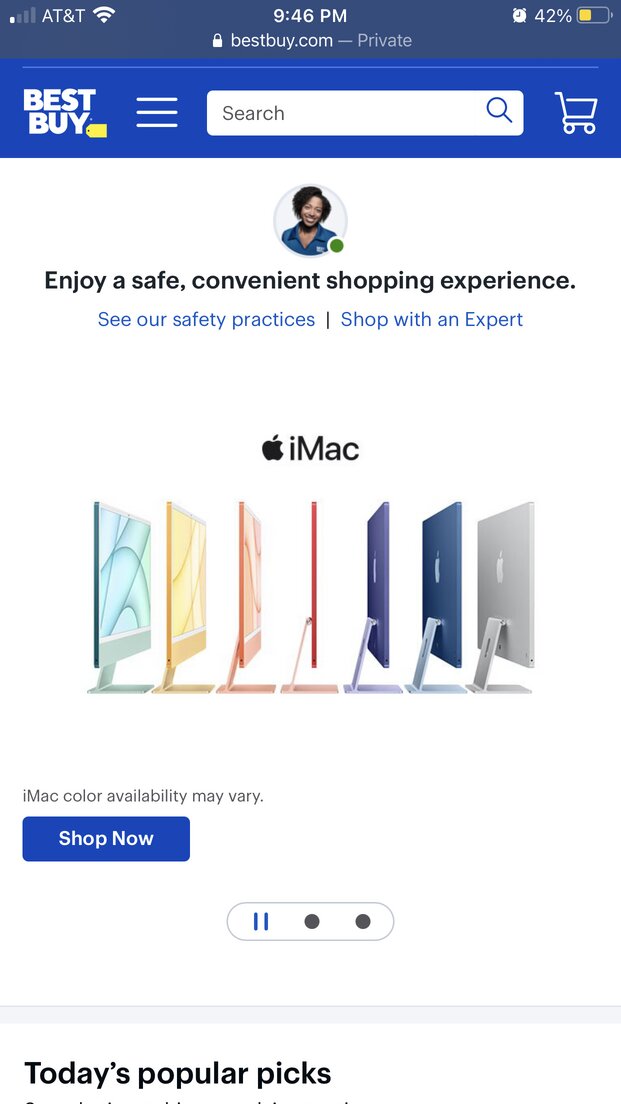 AT&T 9:46 PM 42%
bestbuy.com — Private
BEST
BUY
Search
Enjoy a safe, convenient shopping experience.
See our safety practices | Shop with an Expert
iMac
iMac color availability may vary.
Shop Now
Today’s popular picks